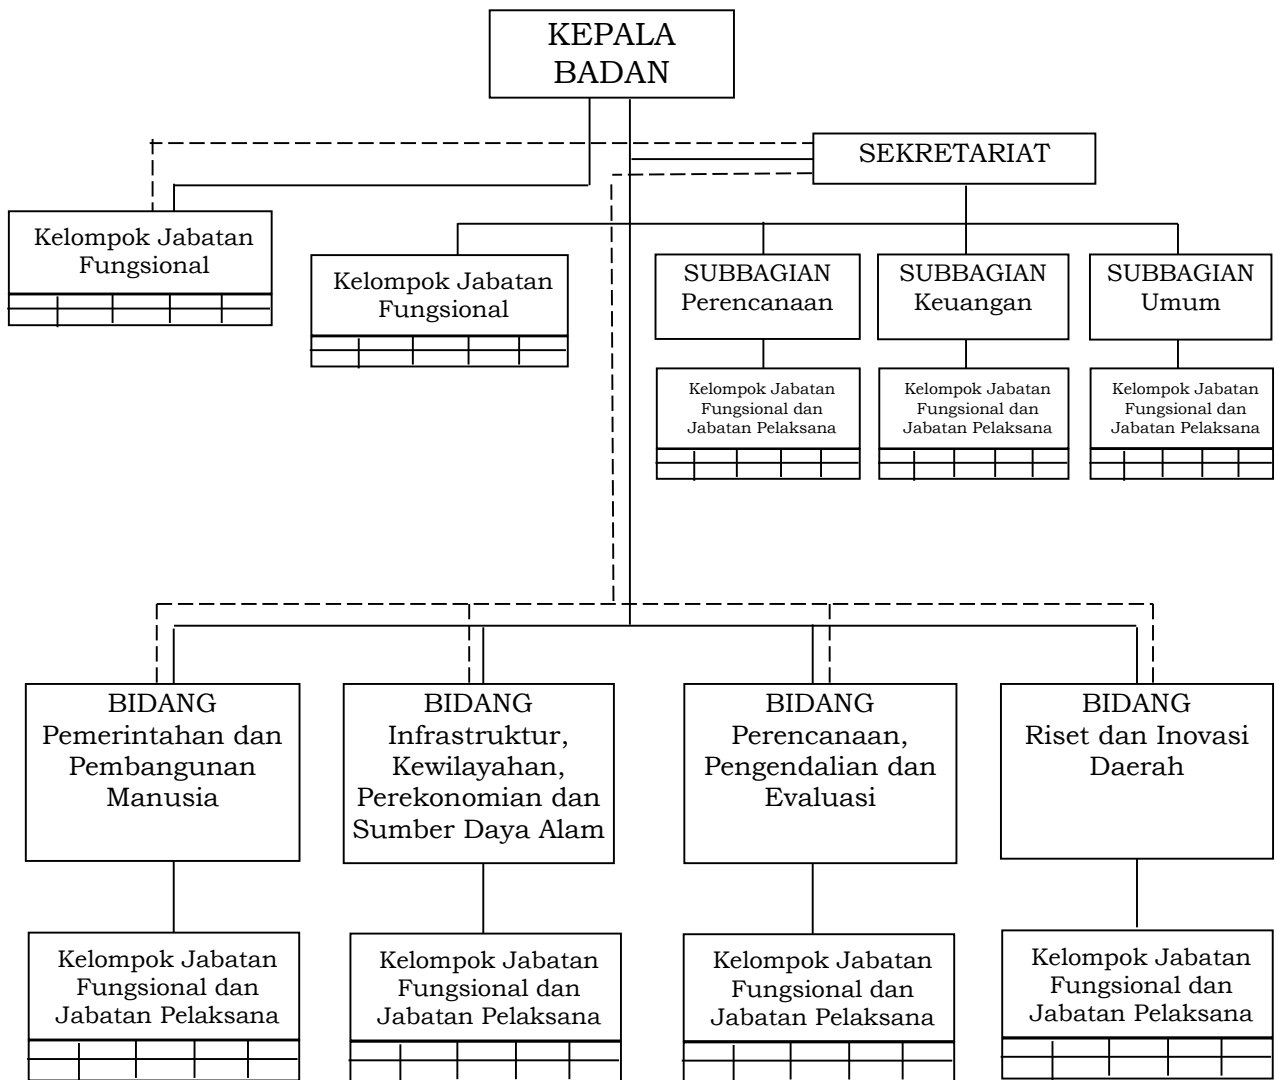 KEPALA
BADAN
SEKRETARIAT
Kelompok Jabatan
Fungsional
Kelompok Jabatan
Fungsional
SUBBAGIAN
Perencanaan
SUBBAGIAN
Keuangan
SUBBAGIAN
Umum
Kelompok Jabatan
Fungsional dan
Jabatan Pelaksana
Kelompok Jabatan
Fungsional dan
Jabatan Pelaksana
Kelompok Jabatan
Fungsional dan
Jabatan Pelaksana
BIDANG
Pemerintahan dan
Pembangunan
Manusia
BIDANG
Infrastruktur,
Kewilayahan,
Perekonomian dan
Sumber Daya Alam
BIDANG
Perencanaan,
Pengendalian dan
Evaluasi
BIDANG
Riset dan Inovasi
Daerah
Kelompok Jabatan
Fungsional dan
Jabatan Pelaksana
Kelompok Jabatan
Fungsional dan
Jabatan Pelaksana
Kelompok Jabatan
Fungsional dan
Jabatan Pelaksana
Kelompok Jabatan
Fungsional dan
Jabatan Pelaksana